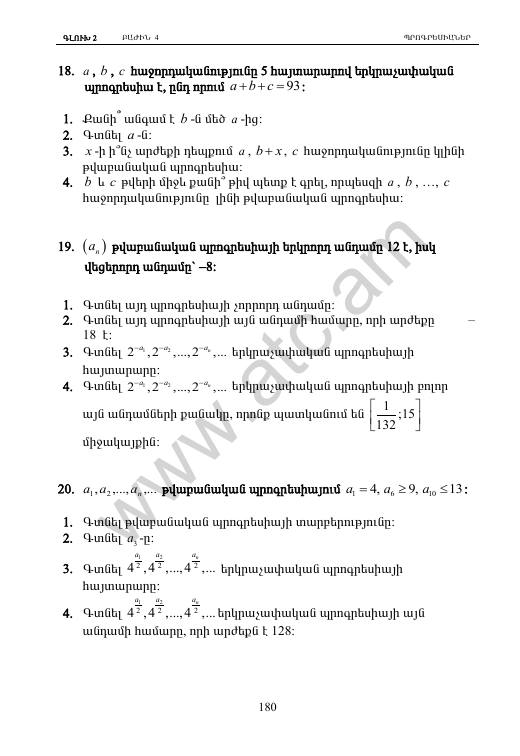 ԳԼՈՒԽ 2 ԲԱԺԻՆ 4 ՊՐՈԳՐԵՍԻԱՆԵՐ
18. a , b , c հաջորդականությունը 5 հայտարարով երկրաչափական
պրոգրեսիա է, ընդ որում a + b + c = 93:
1. Քանի՞ անգամ է b -ն մեծ a -ից:
2. Գտնել a -ն:
3. x -ի ի՞նչ արժեքի դեպքում a , b + x , c հաջորդականությունը կլինի
թվաբանական պրոգրեսիա:
4. b և c թվերի միջև քանի՞ թիվ պետք է գրել, որպեսզի a , b , …, c
հաջորդականությունը լինի թվաբանական պրոգրեսիա:
19. (aₙ) թվաբանական պրոգրեսիայի երկրորդ անդամը 12 է, իսկ
վեցերորդ անդամը` –8:
1. Գտնել այդ պրոգրեսիայի չորրորդ անդամը:
2. Գտնել այդ պրոգրեսիայի այն անդամի համարը, որի արժեքը –
18 է:
3. Գտնել 2^{-a₁}, 2^{-a₂},..., 2^{-aₙ},... երկրաչափական պրոգրեսիայի
հայտարարը:
4. Գտնել 2^{-a₁}, 2^{-a₂},..., 2^{-aₙ},... երկրաչափական պրոգրեսիայի բոլոր
այն անդամների քանակը, որոնք պատկանում են [1/132 ;15]
միջակայքին:
20. a₁, a₂,..., aₙ,... թվաբանական պրոգրեսիայում a₁ = 4, a₆ ≥ 9, a₁₀ ≤ 13:
1. Գտնել թվաբանական պրոգրեսիայի տարբերությունը:
2. Գտնել a₃ -ը:
3. Գտնել 4^{a₁/2}, 4^{a₂/2},..., 4^{aₙ/2},... երկրաչափական պրոգրեսիայի
հայտարարը:
4. Գտնել 4^{a₁/2}, 4^{a₂/2},..., 4^{aₙ/2},... երկրաչափական պրոգրեսիայի այն
անդամի համարը, որի արժեքն է 128:
www.atc.am
180